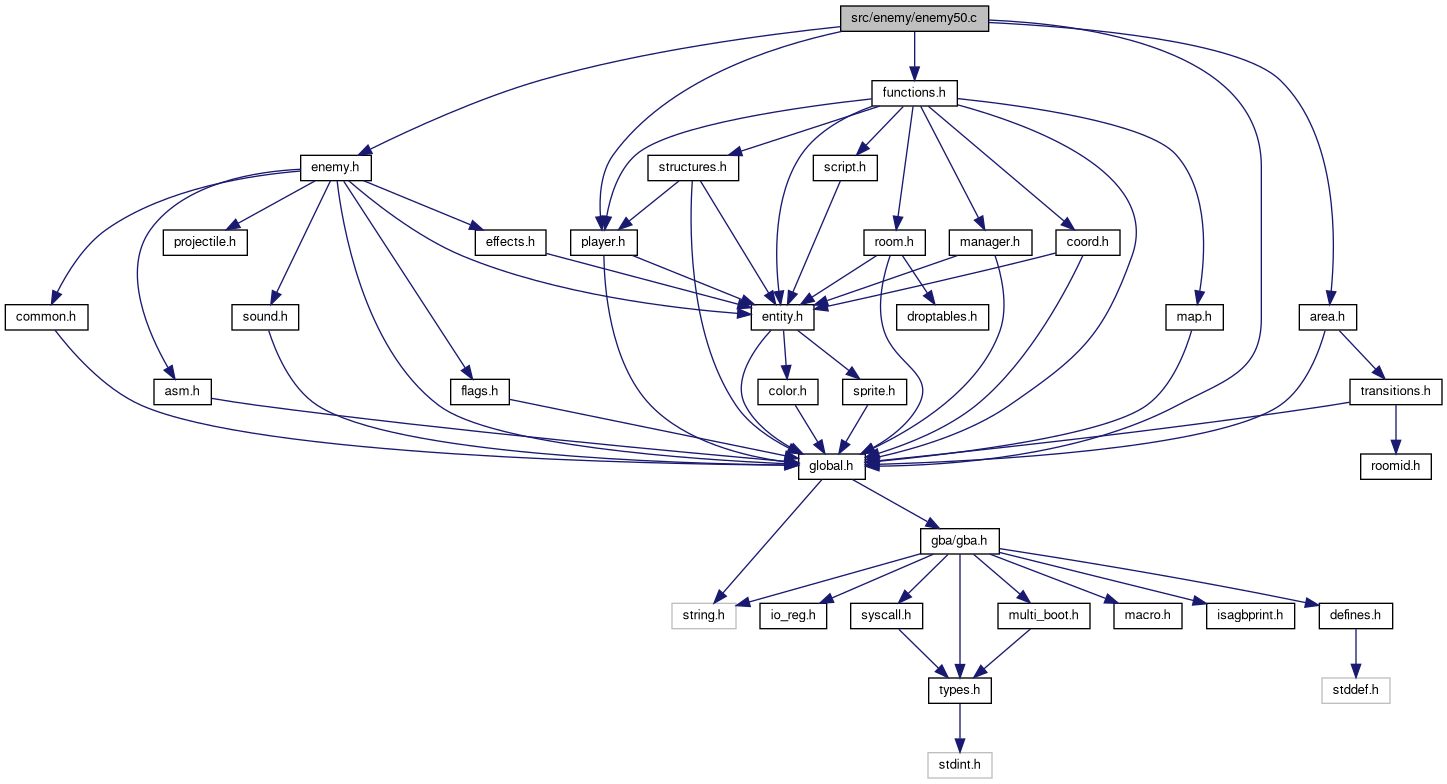 src/enemy/enemy50.c
functions.h
enemy.h
structures.h
script.h
projectile.h
effects.h
player.h
room.h
manager.h
coord.h
common.h
sound.h
entity.h
droptables.h
map.h
area.h
asm.h
flags.h
color.h
sprite.h
transitions.h
global.h
roomid.h
gba/gba.h
string.h
io_reg.h
syscall.h
multi_boot.h
macro.h
isagbprint.h
defines.h
types.h
stddef.h
stdint.h